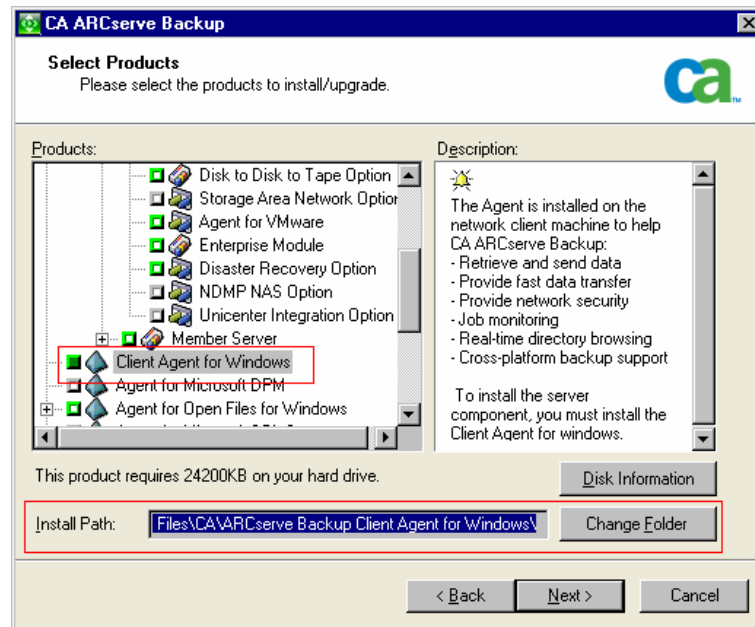 CA ARCserve Backup
Select Products
Please select the products to install/upgrade.
ca
Products:
Disk to Disk to Tape Option
Storage Area Network Option
Agent for VMware
Enterprise Module
Disaster Recovery Option
NDMP NAS Option
Unicenter Integration Option
Member Server
Client Agent for Windows
Agent for Microsoft DPM
Agent for Open Files for Windows
Description:
The Agent is installed on the
network client machine to help
CA ARCserve Backup:
- Retrieve and send data
- Provide fast data transfer
- Provide network security
- Job monitoring
- Real-time directory browsing
- Cross-platform backup support
To install the server
component, you must install the
Client Agent for windows.
This product requires 24200KB on your hard drive.
Disk Information
Install Path:
Files\CA\ARCserve Backup Client Agent for Windows\
Change Folder
< Back
Next >
Cancel